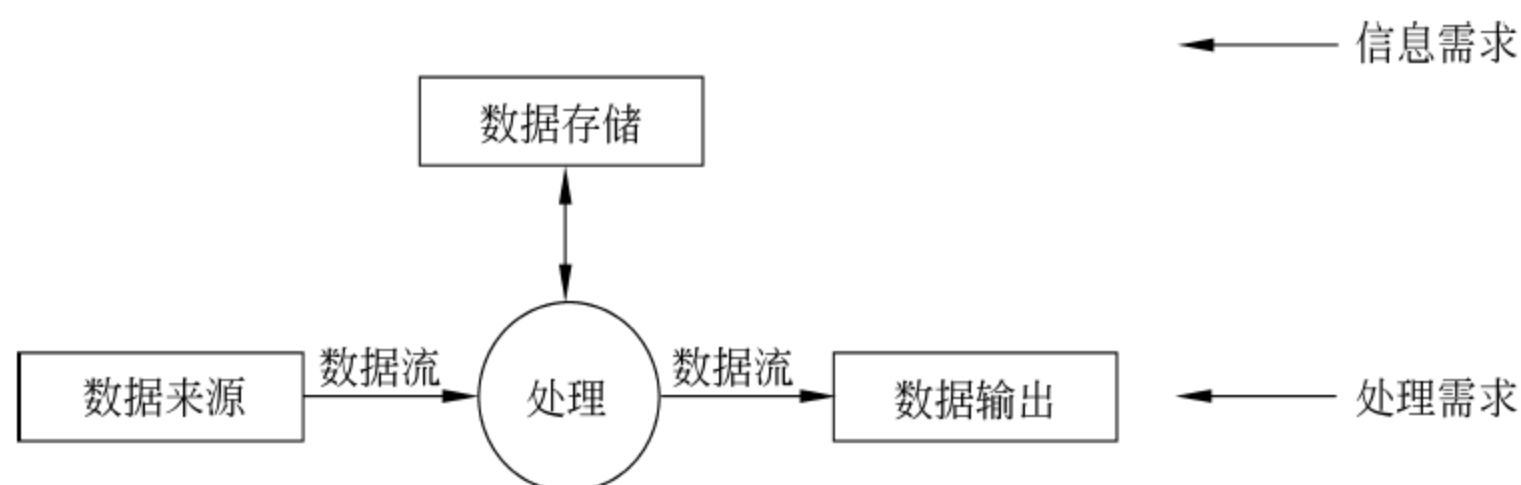 信息需求
数据存储
数据流
数据流
数据来源
处理
数据输出
处理需求